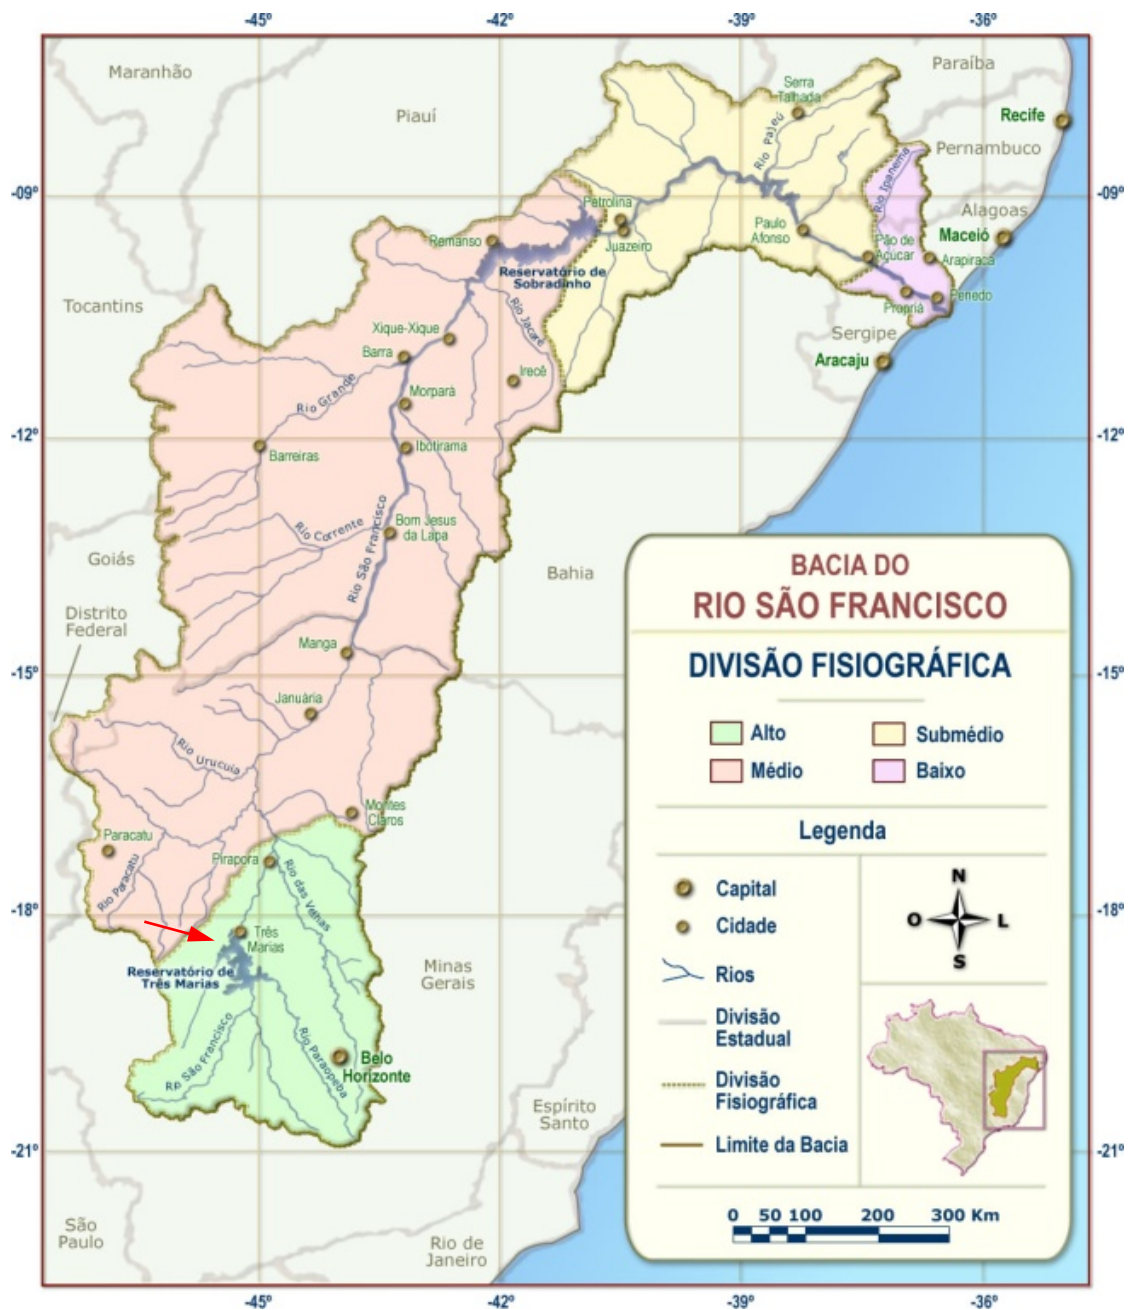 -45º
-42º
-39º
-36º
Maranhão
Piauí
Paraíba
Serra
Talhada
Recife
Rio Pajeú
Pernambuco
-09º
-09º
Rio Ipanema
Petrolina
Alagoas
Remanso
Juazeiro
Paulo
Afonso
Maceió
Pão de
Açucar
Arapiraca
Reservatório de
Sobradinho
Tocantins
Propriá
Penedo
Rio Jacaré
Xique-Xique
Sergipe
Barra
Aracaju
Irecê
Rio Grande
Morpará
-12º
-12º
Ibotirama
Barreiras
Rio Corrente
Bom Jesus
da Lapa
Goiás
Rio São Francisco
Bahia
Distrito
Federal
Manga
-15º
-15º
Januária
Rio Urucuia
Montes
Claros
Paracatu
Pirapora
Rio Paracatu
Rio das Velhas
-18º
-18º
Três
Marias
Reservatório de
Três Marias
Minas
Gerais
Rio São Francisco
Rio Paraopeba
Belo
Horizonte
Espírito
Santo
-21º
-21º
São
Paulo
Rio de
Janeiro
BACIA DO
RIO SÃO FRANCISCO
DIVISÃO FISIOGRÁFICA
Alto
Submédio
Médio
Baixo
Legenda
Capital
Cidade
Rios
Divisão
Estadual
Divisão
Fisiográfica
Limite da Bacia
N
O
L
S
0 50 100 200 300 Km
-45º
-42º
-39º
-36º